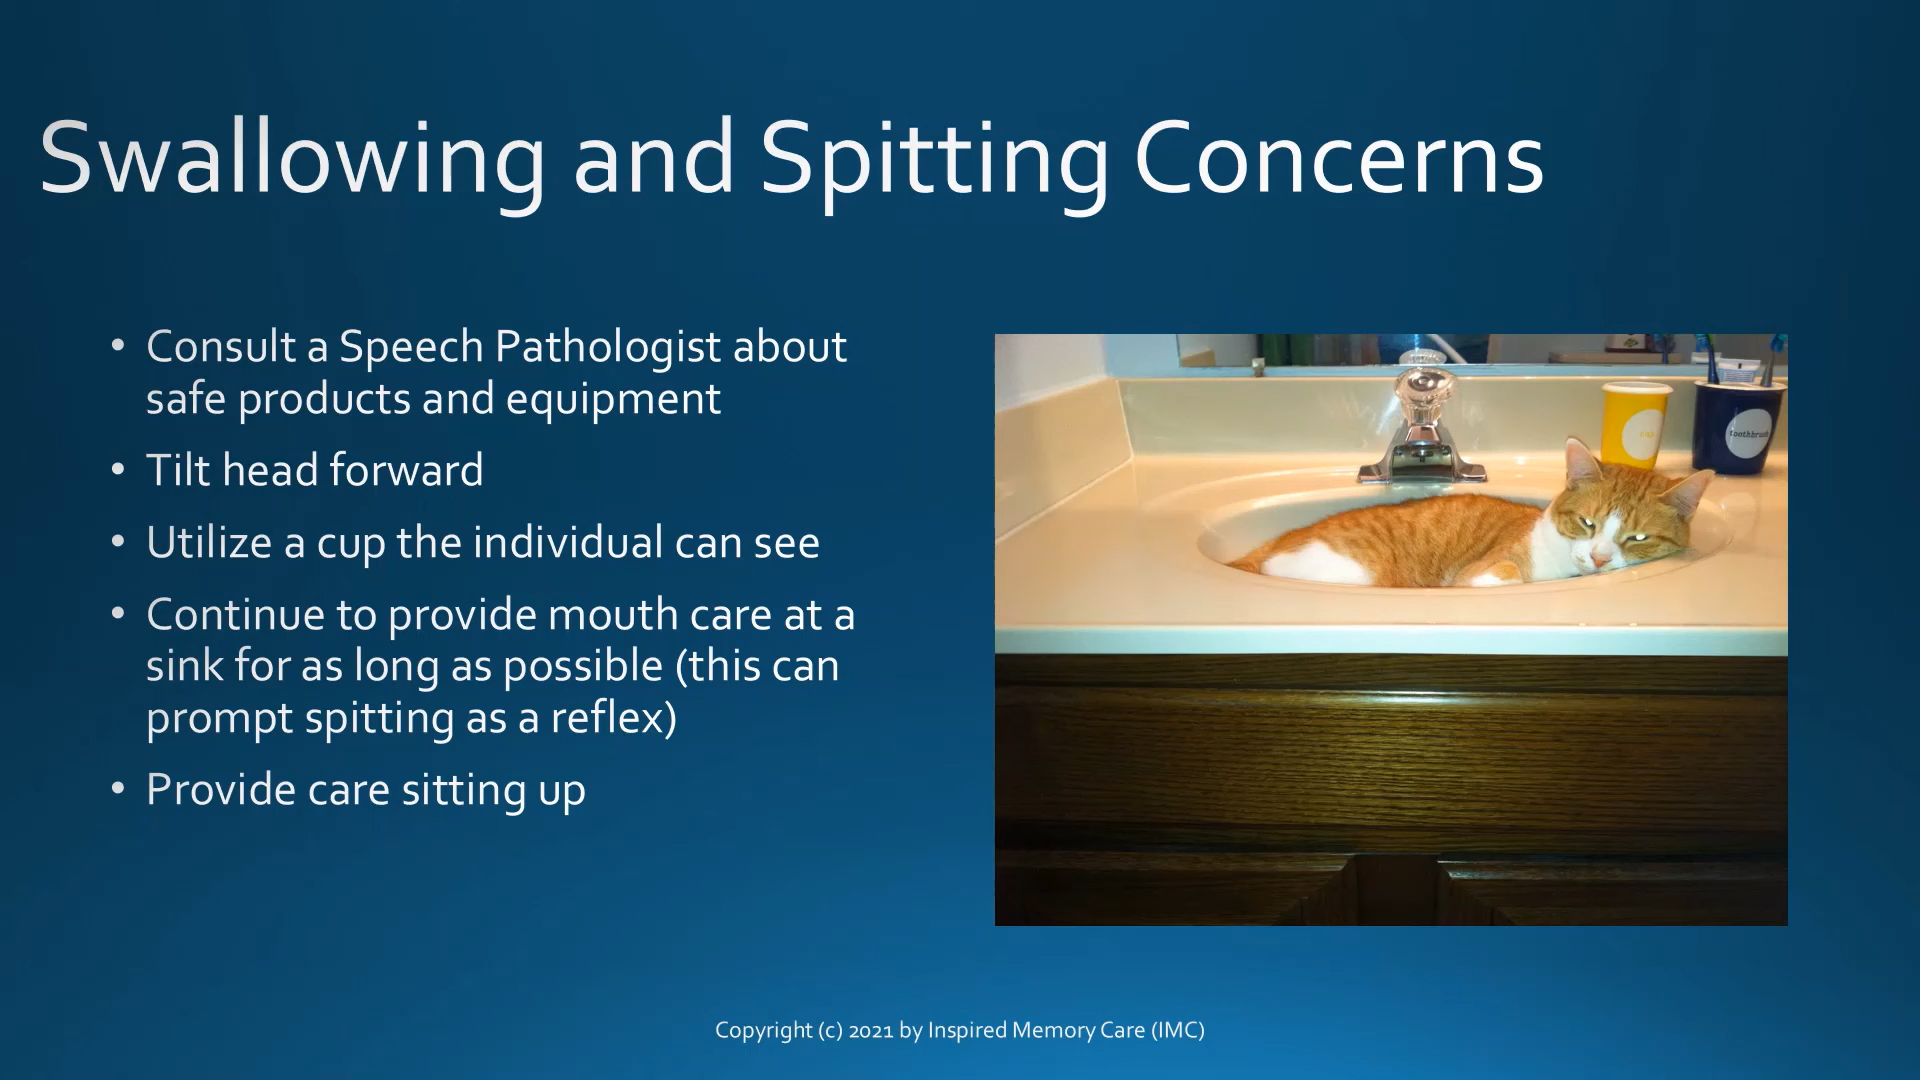 Swallowing and Spitting Concerns
• Consult a Speech Pathologist about
safe products and equipment
• Tilt head forward
• Utilize a cup the individual can see
• Continue to provide mouth care at a
sink for as long as possible (this can
prompt spitting as a reflex)
• Provide care sitting up
toothbrush
Copyright (c) 2021 by Inspired Memory Care (IMC)